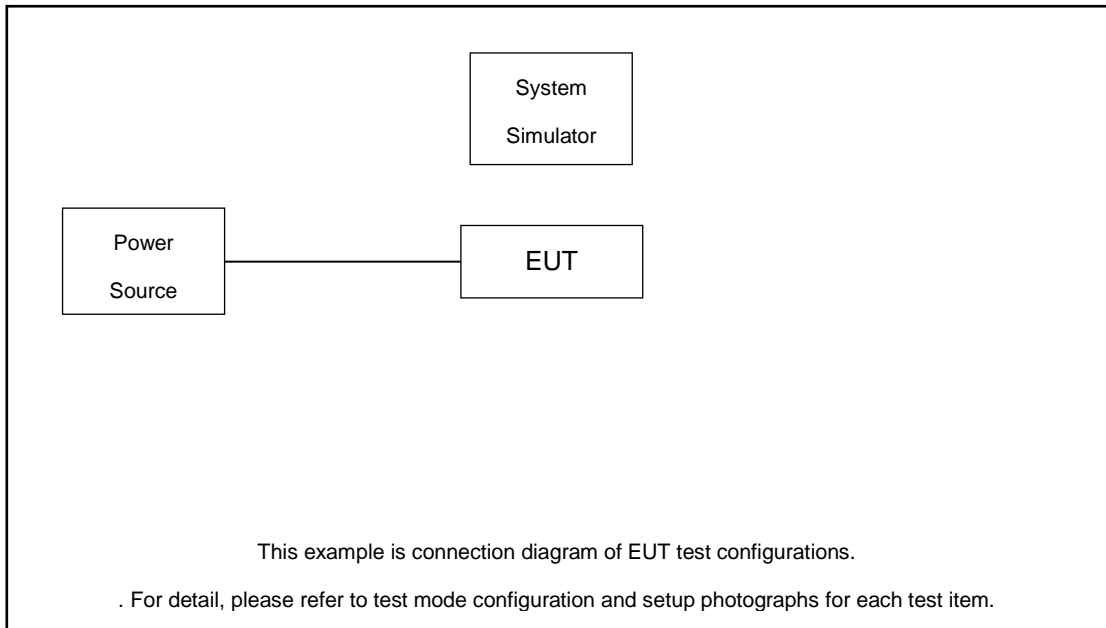 System
Simulator
Power
Source
EUT
This example is connection diagram of EUT test configurations.
. For detail, please refer to test mode configuration and setup photographs for each test item.